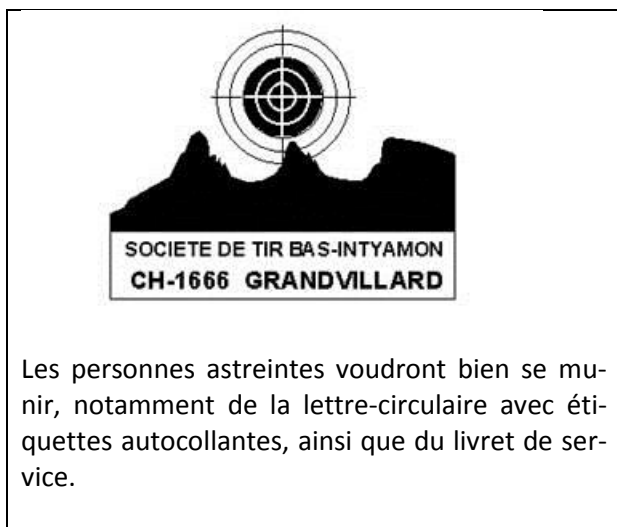 SOCIETE DE TIR BAS-INTYAMON
CH-1666 GRANDVILLARD
Les personnes astreintes voudront bien se mu-
nir, notamment de la lettre-circulaire avec éti-
quettes autocollantes, ainsi que du livret de ser-
vice.